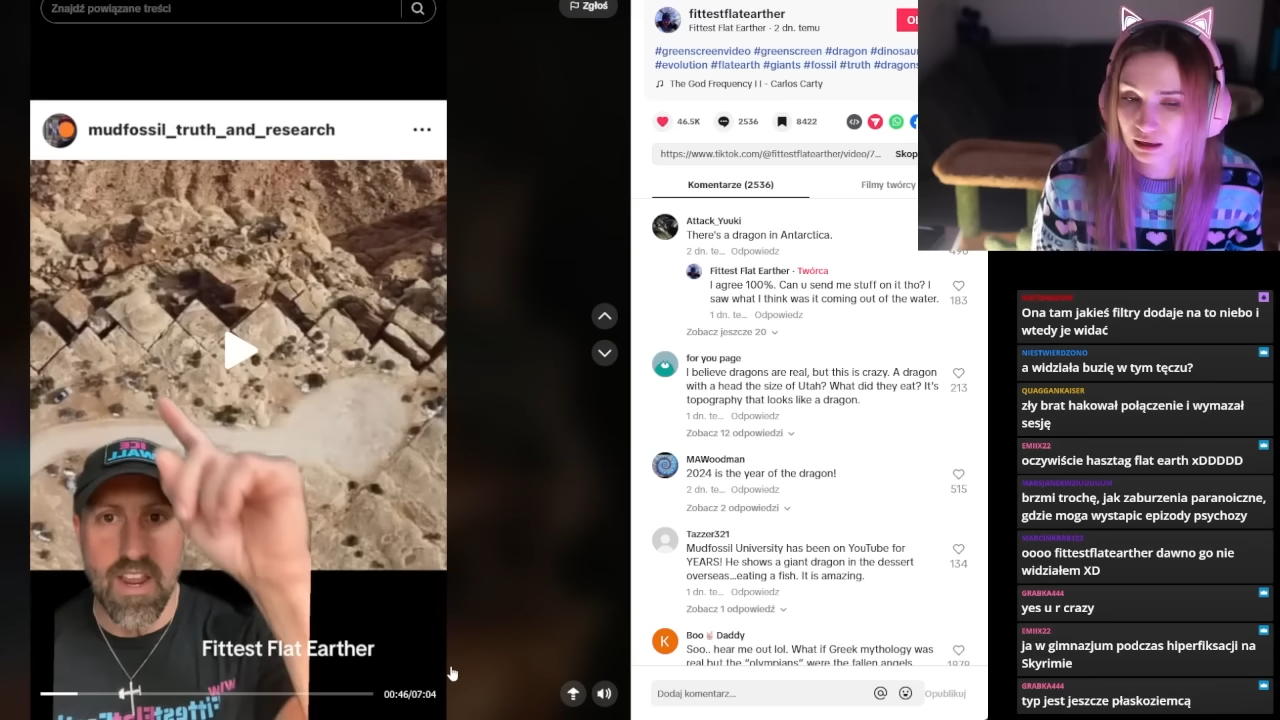 Znajdź powiązane treści
Zgłoś
mudfossil_truth_and_research
ICE
WALL
Fittest Flat Earther
00:46/07:04
fittestflatearther
Fittest Flat Earther · 2 dn. temu
#greenscreenvideo #greenscreen #dragon #dinosau
#evolution #flatearth #giants #fossil #truth #dragons
The God Frequency I I - Carlos Carty
46.5K
2536
8422
https://www.tiktok.com/@fittestflatearther/video/7...
Skop
Komentarze (2536)
Filmy twórcy
Attack_Yuuki
There's a dragon in Antarctica.
2 dn. te... Odpowiedz
Fittest Flat Earther · Twórca
I agree 100%. Can u send me stuff on it tho? I
saw what I think was it coming out of the water.
183
1 dn. te... Odpowiedz
Zobacz jeszcze 20
for you page
I believe dragons are real, but this is crazy. A dragon
with a head the size of Utah? What did they eat? It's
topography that looks like a dragon.
213
1 dn. te... Odpowiedz
Zobacz 12 odpowiedzi
MAWoodman
2024 is the year of the dragon!
515
2 dn. te... Odpowiedz
Zobacz 2 odpowiedzi
Tazzer321
Mudfossil University has been on YouTube for
YEARS! He shows a giant dragon in the dessert
overseas...eating a fish. It is amazing.
134
1 dn. te... Odpowiedz
Zobacz 1 odpowiedź
K
Boo Daddy
Soo.. hear me out lol. What if Greek mythology was
real but the "olympians" were the fallen angels
1979
Dodaj komentarz...
Opublikuj
Ona tam jakieś filtry dodaje na to niebo i
wtedy je widać
NIESTWIERDZONO
a widziała buzię w tym tęczu?
QUAGGANKAISER
zły brat hakował połączenie i wymazał
sesję
EMIIX22
oczywiście hasztag flat earth xDDDDD
brzmi trochę, jak zaburzenia paranoiczne,
gdzie moga wystapic epizody psychozy
oooo fittestflatearther dawno go nie
widziałem XD
GRABKA444
yes u r crazy
EMIIX22
Ja w gimnazjum podczas hiperfiksacji na
Skyrimie
GRABKA444
typ jest jeszcze płaskoziemcą